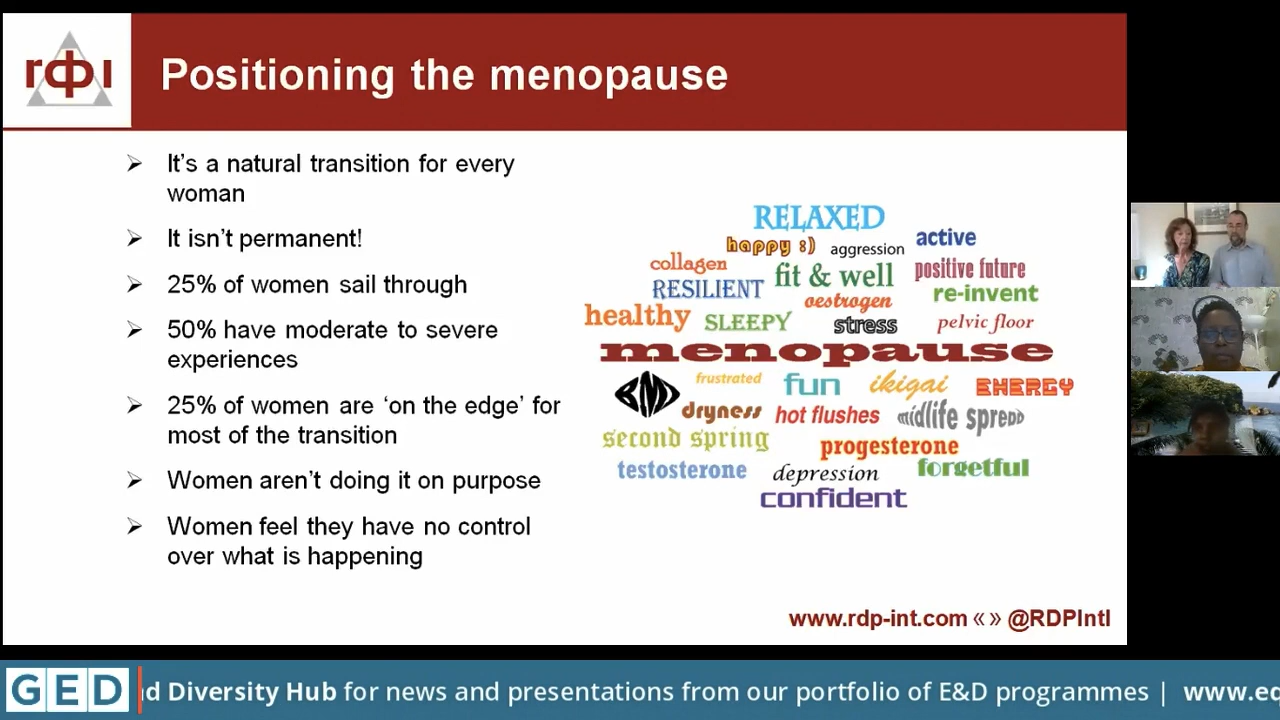 rφı
Positioning the menopause
It's a natural transition for every
woman
It isn't permanent!
25% of women sail through
50% have moderate to severe
experiences
25% of women are 'on the edge' for
most of the transition
Women aren't doing it on purpose
Women feel they have no control
over what is happening
RELAXED
happy :) aggression active
collagen fit & well positive future
RESILIENT oestrogen re-invent
healthy SLEEPY stress pelvic floor
menopause
BMI frustrated fun ikigai ENERGY
dryness hot flushes midlife spread
second spring progesterone
testosterone depression forgetful
confident
www.rdp-int.com «» @RDPIntl
GED d Diversity Hub for news and presentations from our portfolio of E&D programmes | www.ed